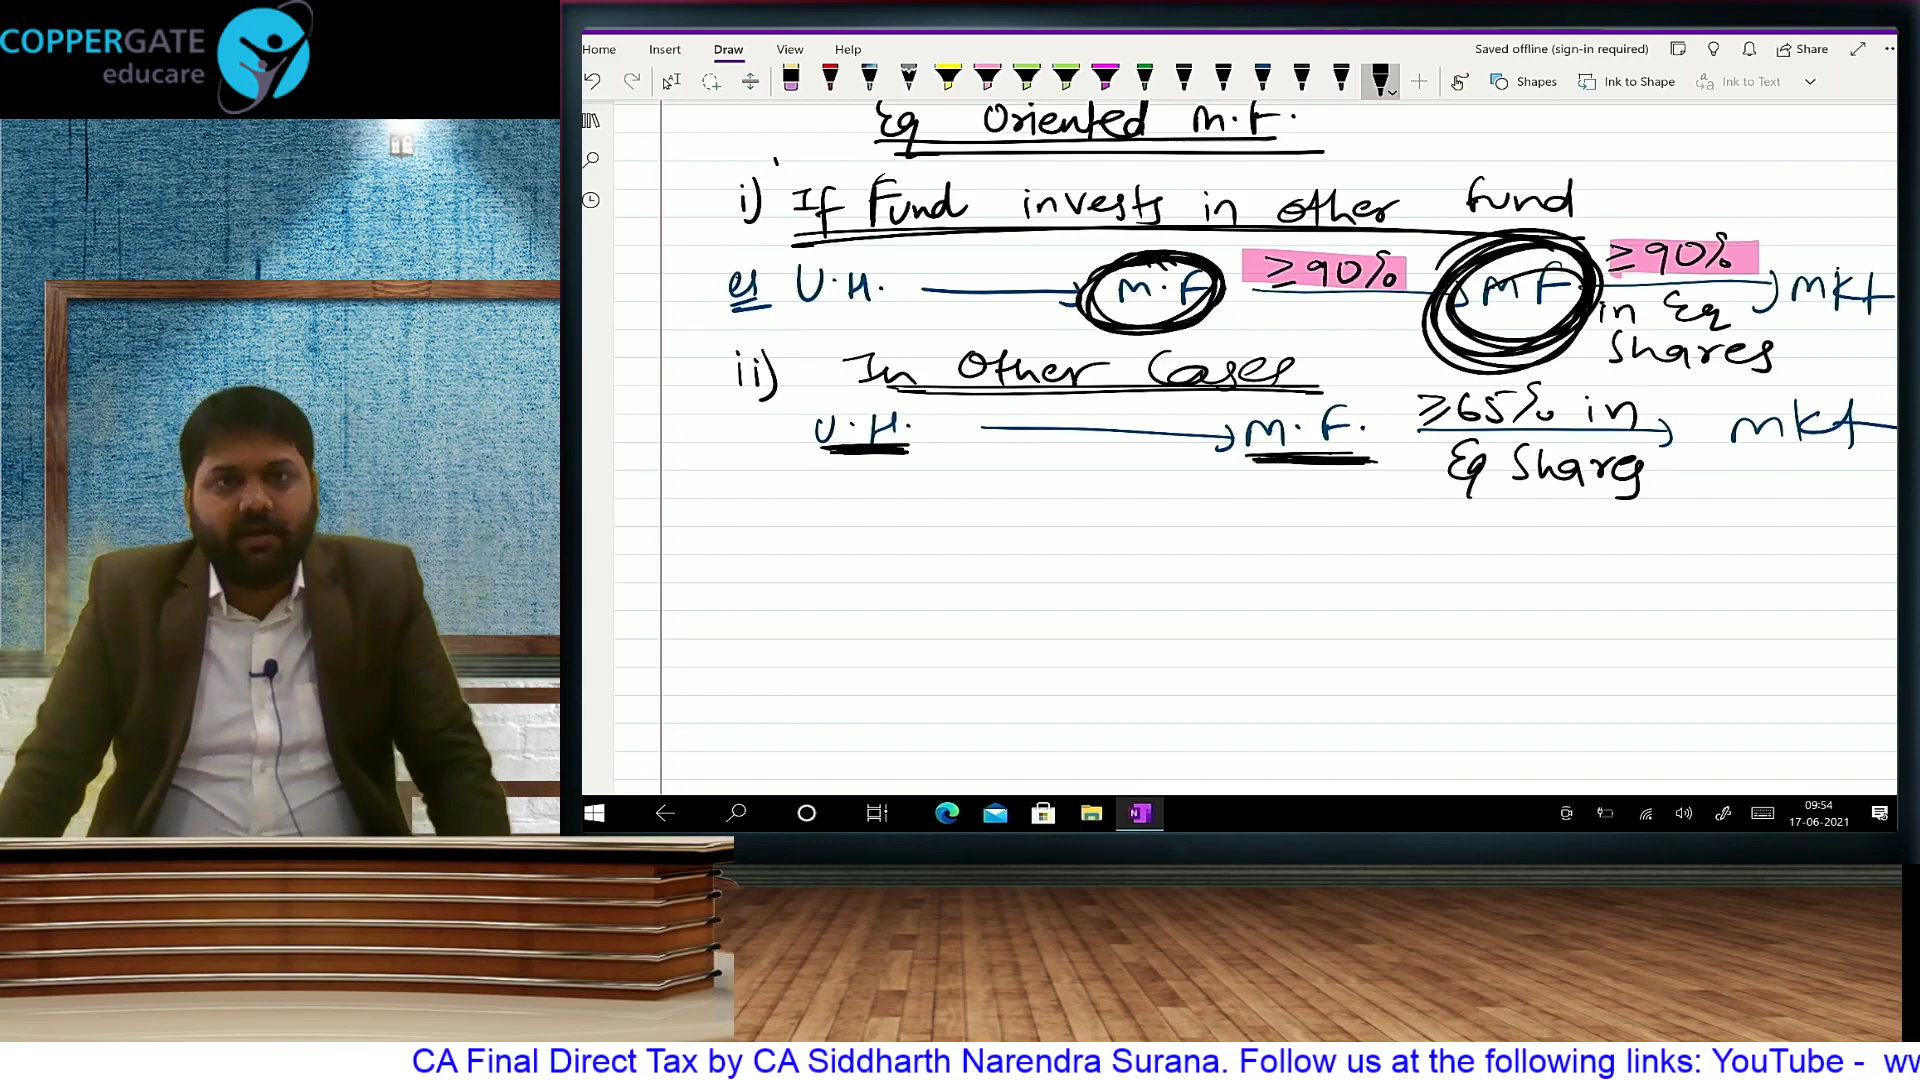 COPPERGATE
educare
Home Insert Draw View Help Saved offline (sign-in required) Share
Shapes Ink to Shape Ink to Text
Eq Oriented M.F.
i) If Fund invests in other fund
eg U.H. M.F ≥90% MF ≥90% mkt
in Eq
Shares
ii) In Other Cases
U.H. M.F. ≥65% in mkt
Eq Shares
09:54
17-06-2021
CA Final Direct Tax by CA Siddharth Narendra Surana. Follow us at the following links: YouTube - ww